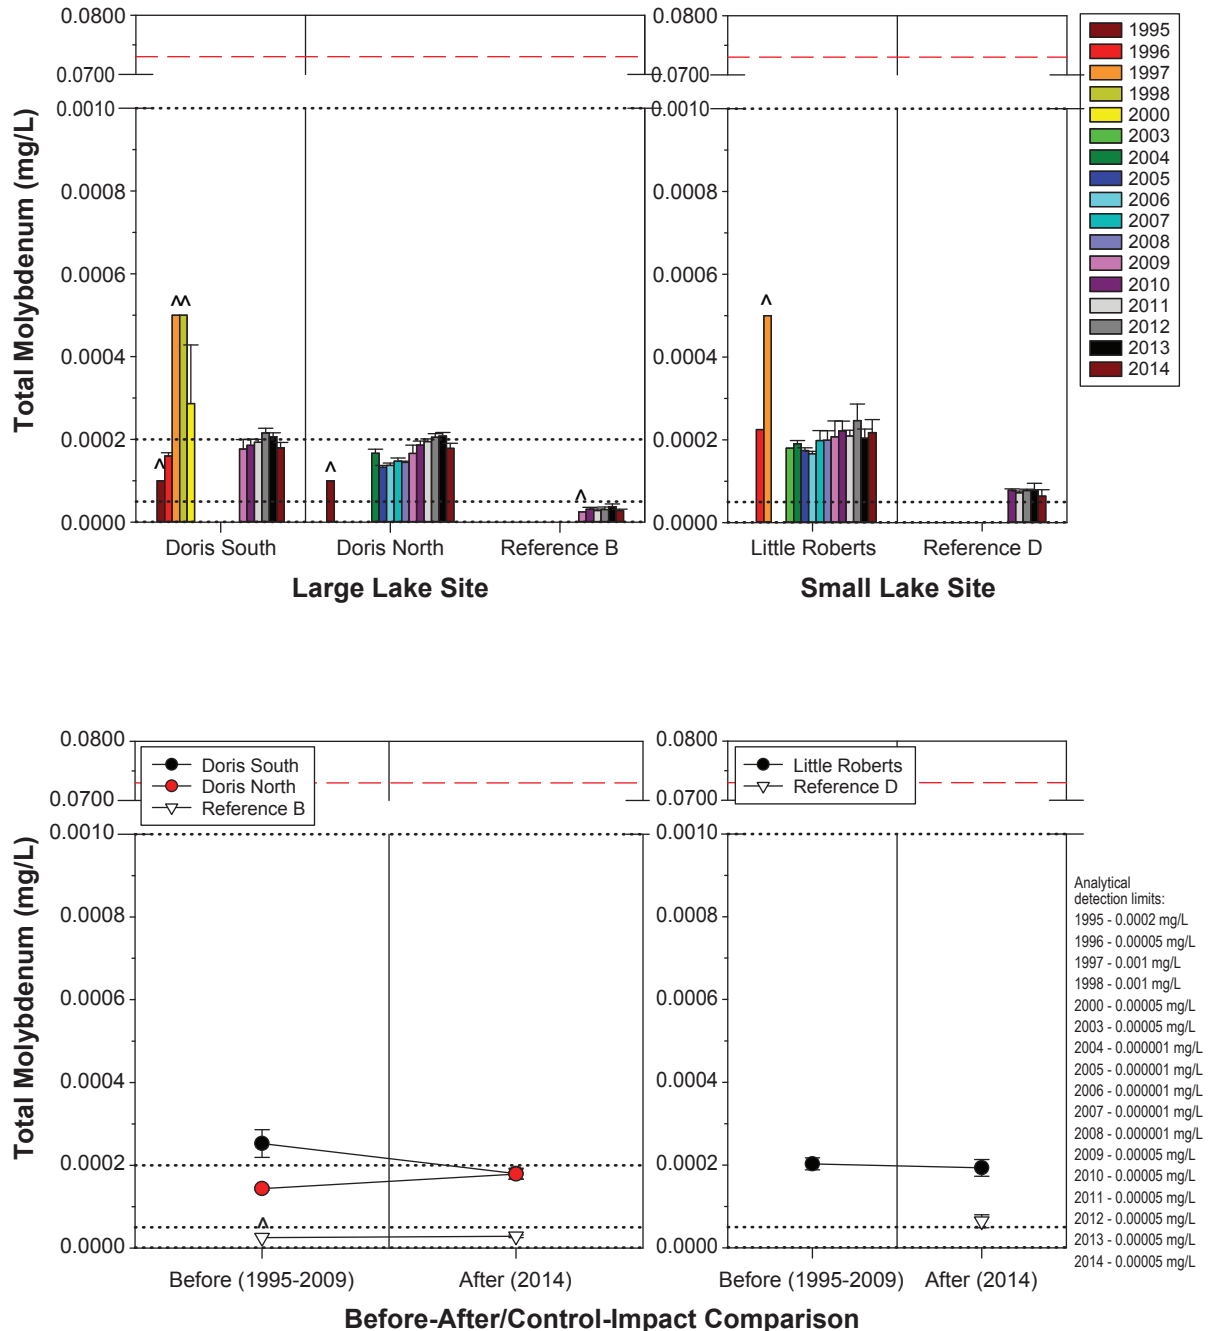 Total Molybdenum (mg/L)
0.0800
0.0700
0.0010
0.0008
0.0006
0.0004
0.0002
0.0000
^
^^
^
^
Doris South
Doris North
Reference B
Large Lake Site
0.0800
0.0700
0.0010
0.0008
0.0006
0.0004
0.0002
0.0000
^
Little Roberts
Reference D
Small Lake Site
1995
1996
1997
1998
2000
2003
2004
2005
2006
2007
2008
2009
2010
2011
2012
2013
2014
Total Molybdenum (mg/L)
0.0800
0.0700
0.0010
0.0008
0.0006
0.0004
0.0002
0.0000
Doris South
Doris North
Reference B
^
Before (1995-2009)
After (2014)
0.0800
0.0700
0.0010
0.0008
0.0006
0.0004
0.0002
0.0000
Little Roberts
Reference D
Before (1995-2009)
After (2014)
Before-After/Control-Impact Comparison
Analytical
detection limits:
1995 - 0.0002 mg/L
1996 - 0.00005 mg/L
1997 - 0.001 mg/L
1998 - 0.001 mg/L
2000 - 0.00005 mg/L
2003 - 0.00005 mg/L
2004 - 0.000001 mg/L
2005 - 0.000001 mg/L
2006 - 0.000001 mg/L
2007 - 0.000001 mg/L
2008 - 0.000001 mg/L
2009 - 0.00005 mg/L
2010 - 0.00005 mg/L
2011 - 0.00005 mg/L
2012 - 0.00005 mg/L
2013 - 0.00005 mg/L
2014 - 0.00005 mg/L